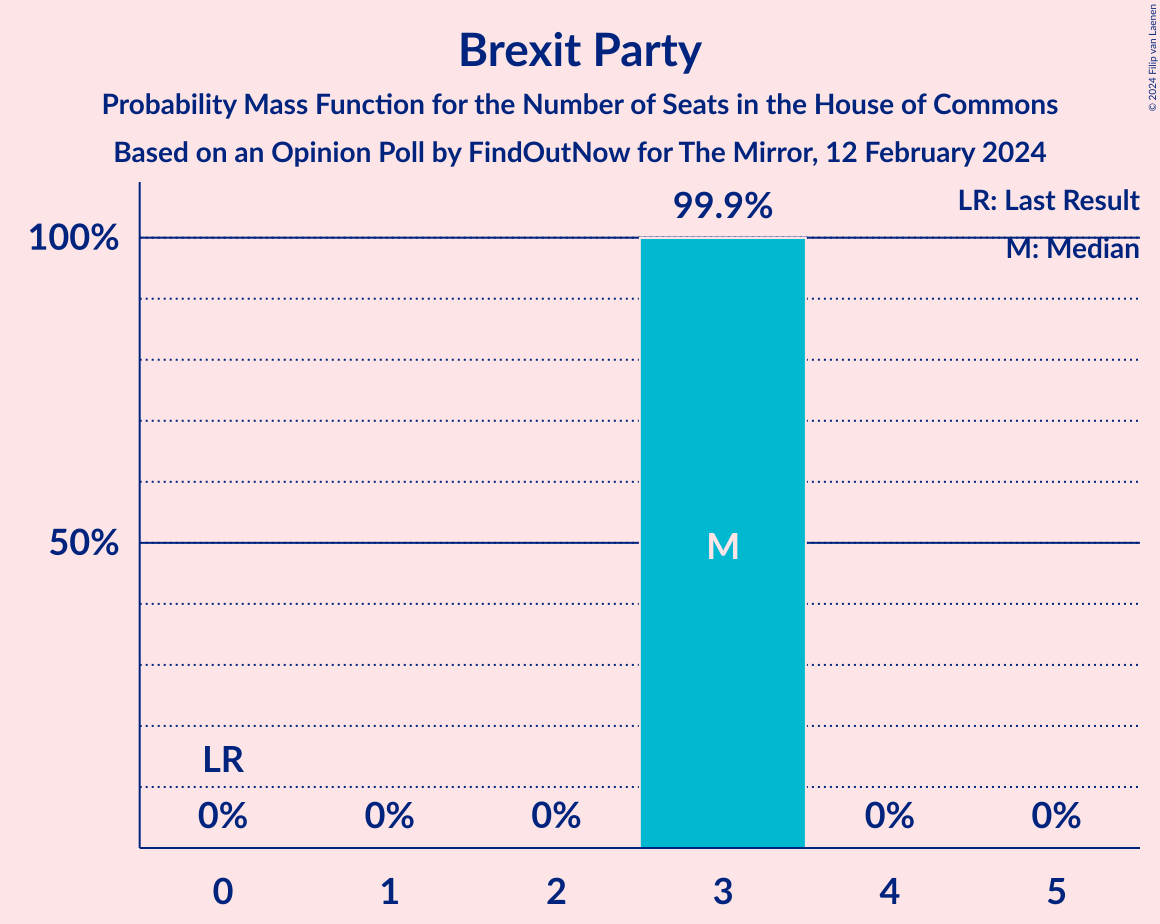 Brexit Party
Probability Mass Function for the Number of Seats in the House of Commons
Based on an Opinion Poll by FindOutNow for The Mirror, 12 February 2024
© 2024 Filip van Laenen
99.9%
LR: Last Result
100%
M: Median
50%
M
LR
0%
0%
0%
0%
0%
0
1
2
3
4
5